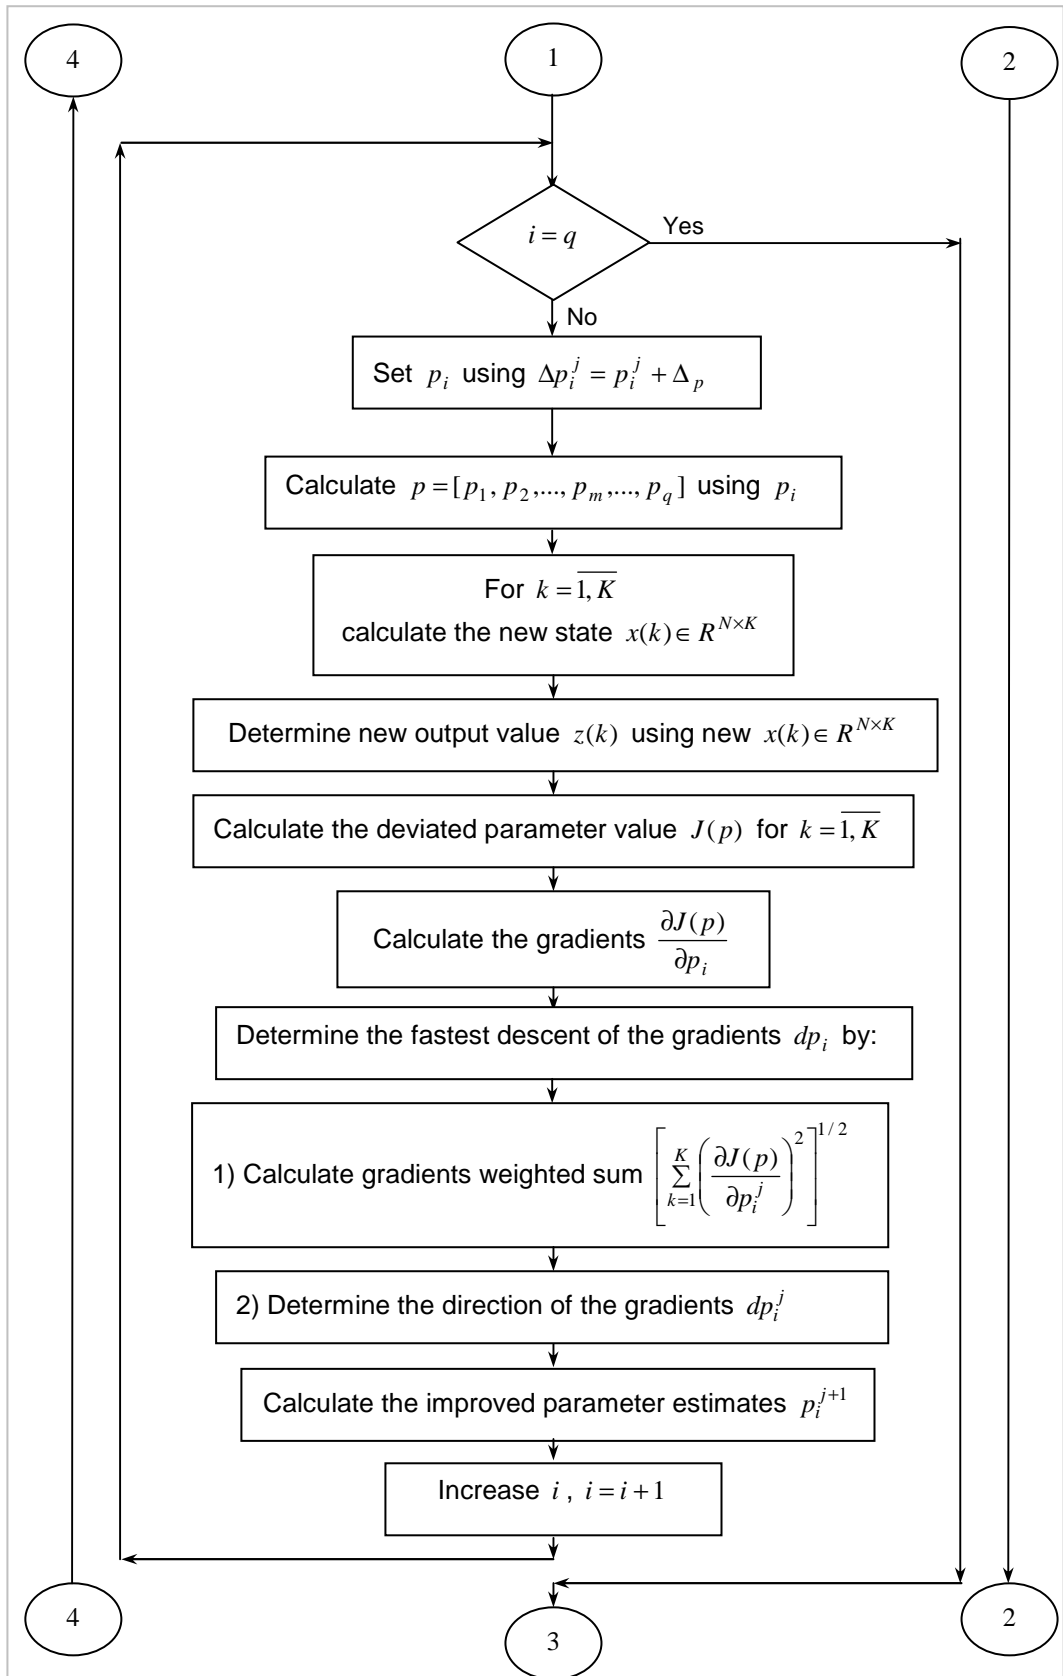 4
1
2
i = q
Yes
No
Set p_i using Δp_i^j = p_i^j + Δ_p
Calculate p = [p_1, p_2,..., p_m,..., p_q] using p_i
For k = \overline{1, K}
calculate the new state x(k) ∈ R^{N×K}
Determine new output value z(k) using new x(k) ∈ R^{N×K}
Calculate the deviated parameter value J(p) for k = \overline{1, K}
Calculate the gradients ∂J(p)/∂p_i
Determine the fastest descent of the gradients dp_i by:
1) Calculate gradients weighted sum [∑_{k=1}^{K} (∂J(p)/∂p_i^j)^2]^{1/2}
2) Determine the direction of the gradients dp_i^j
Calculate the improved parameter estimates p_i^{j+1}
Increase i , i = i + 1
4
3
2